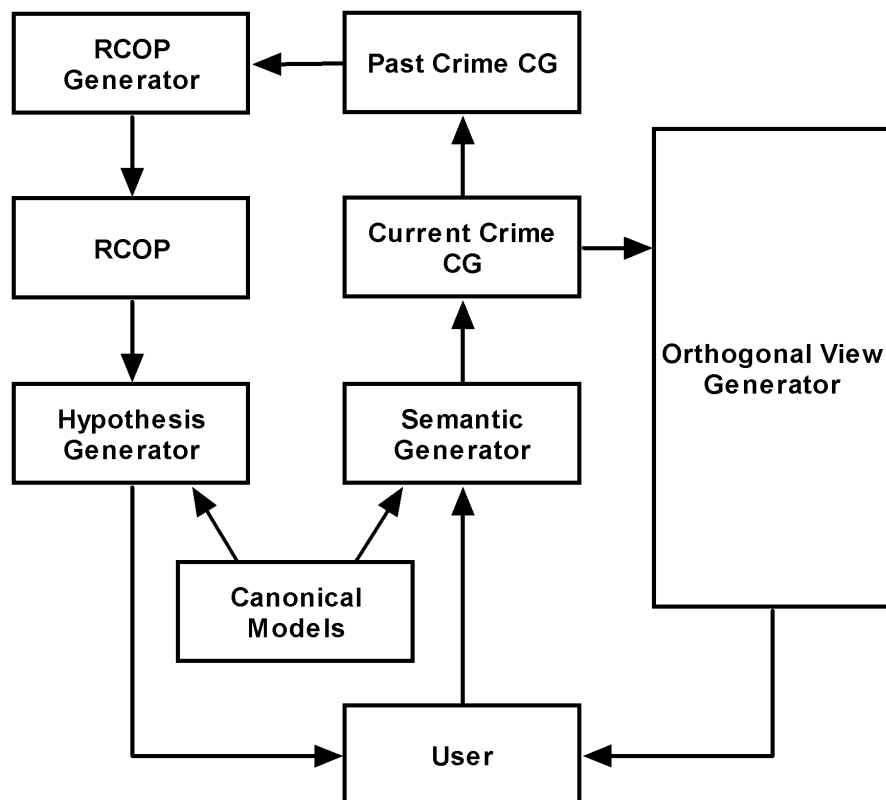 RCOP
Generator
Past Crime CG
RCOP
Current Crime
CG
Orthogonal View
Generator
Hypothesis
Generator
Semantic
Generator
Canonical
Models
User